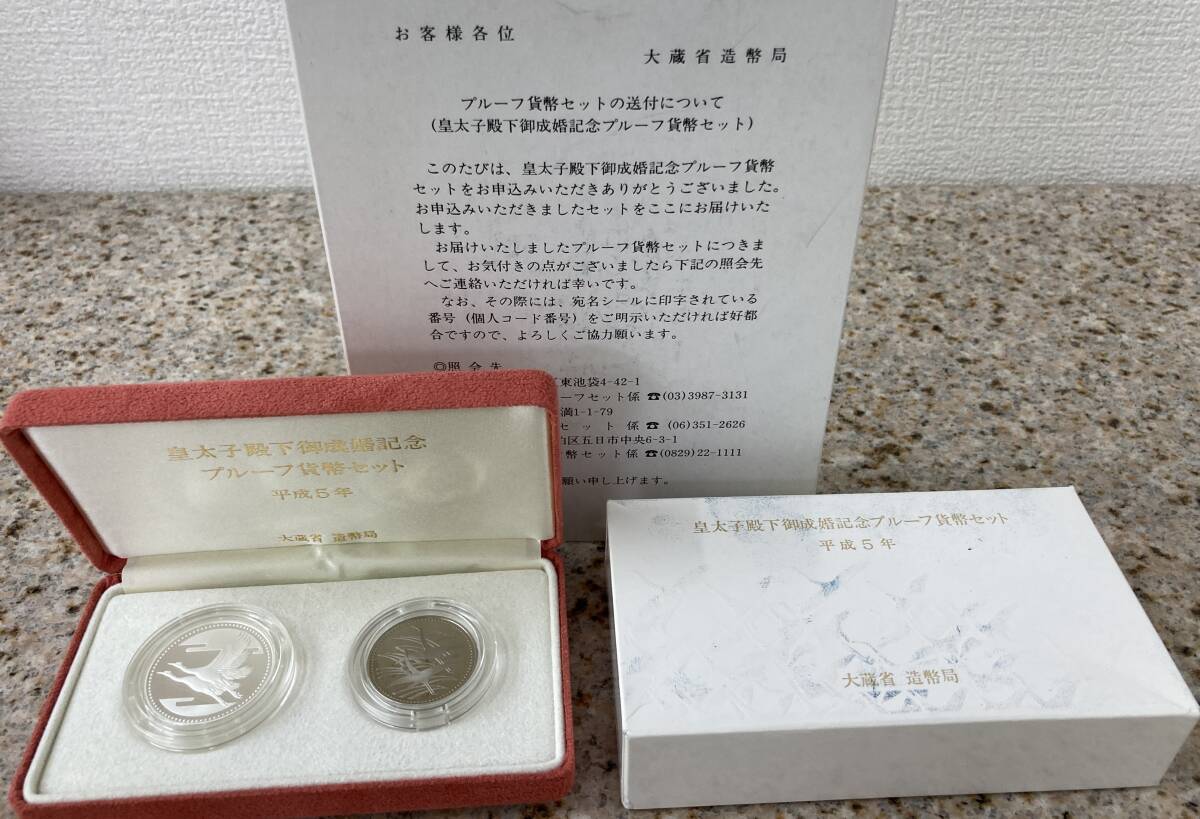 お客様各位
大蔵省造幣局
プルーフ貨幣セットの送付について
(皇太子殿下御成婚記念プルーフ貨幣セット)
このたびは、皇太子殿下御成婚記念プルーフ貨幣
セットをお申込みいただきありがとうございました。
お申込みいただきましたセットをここにお届けいた
します。
お届けいたしましたプルーフ貨幣セットにつきま
して、お気付きの点がございましたら下記の照会先
へご連絡いただければ幸いです。
なお、その際には、宛名シールに印字されている
番号(個人コード番号)をご明示いただければ好都
合ですので、よろしくご協力願います。
◎照会先
東池袋4-42-1
ーフセット係 ☎(03)3987-3131
満1-1-79
セット係 ☎(06)351-2626
伯区五日市中央6-3-1
幣セット係 ☎(0829)22-1111
願い申し上げます。
皇太子殿下御成婚記念
プルーフ貨幣セット
平成5年
大蔵省 造幣局
皇太子殿下御成婚記念プルーフ貨幣セット
平成5年
大蔵省 造幣局